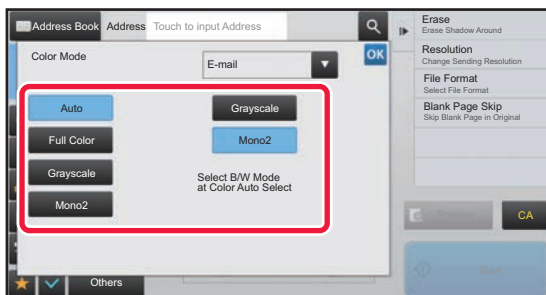 Address Book Address Touch to input Address
Color Mode
E-mail
OK
Auto
Full Color
Grayscale
Mono2
Grayscale
Mono2
Select B/W Mode
at Color Auto Select
Others
Erase
Erase Shadow Around
Resolution
Change Sending Resolution
File Format
Select File Format
Blank Page Skip
Skip Blank Page in Original
Preview
CA
Start